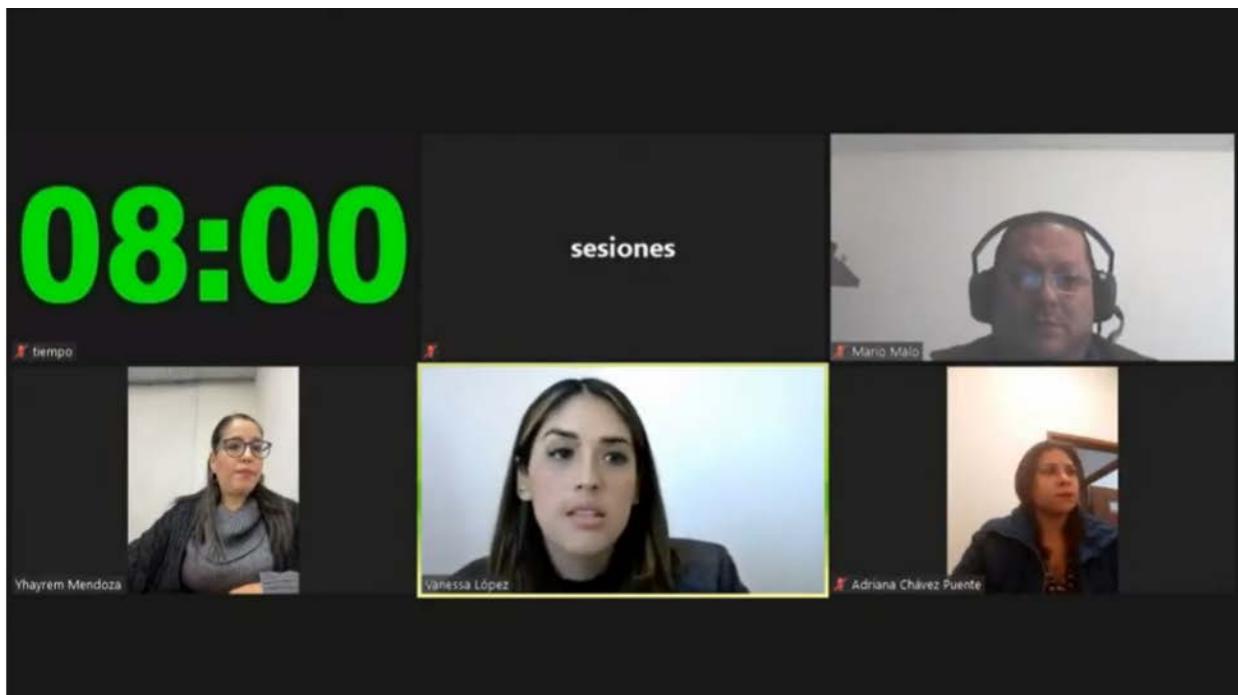 08:00
tiempo
sesiones
Mario Malo
Yhayrem Mendoza
Vanessa López
Adriana Chávez Puente